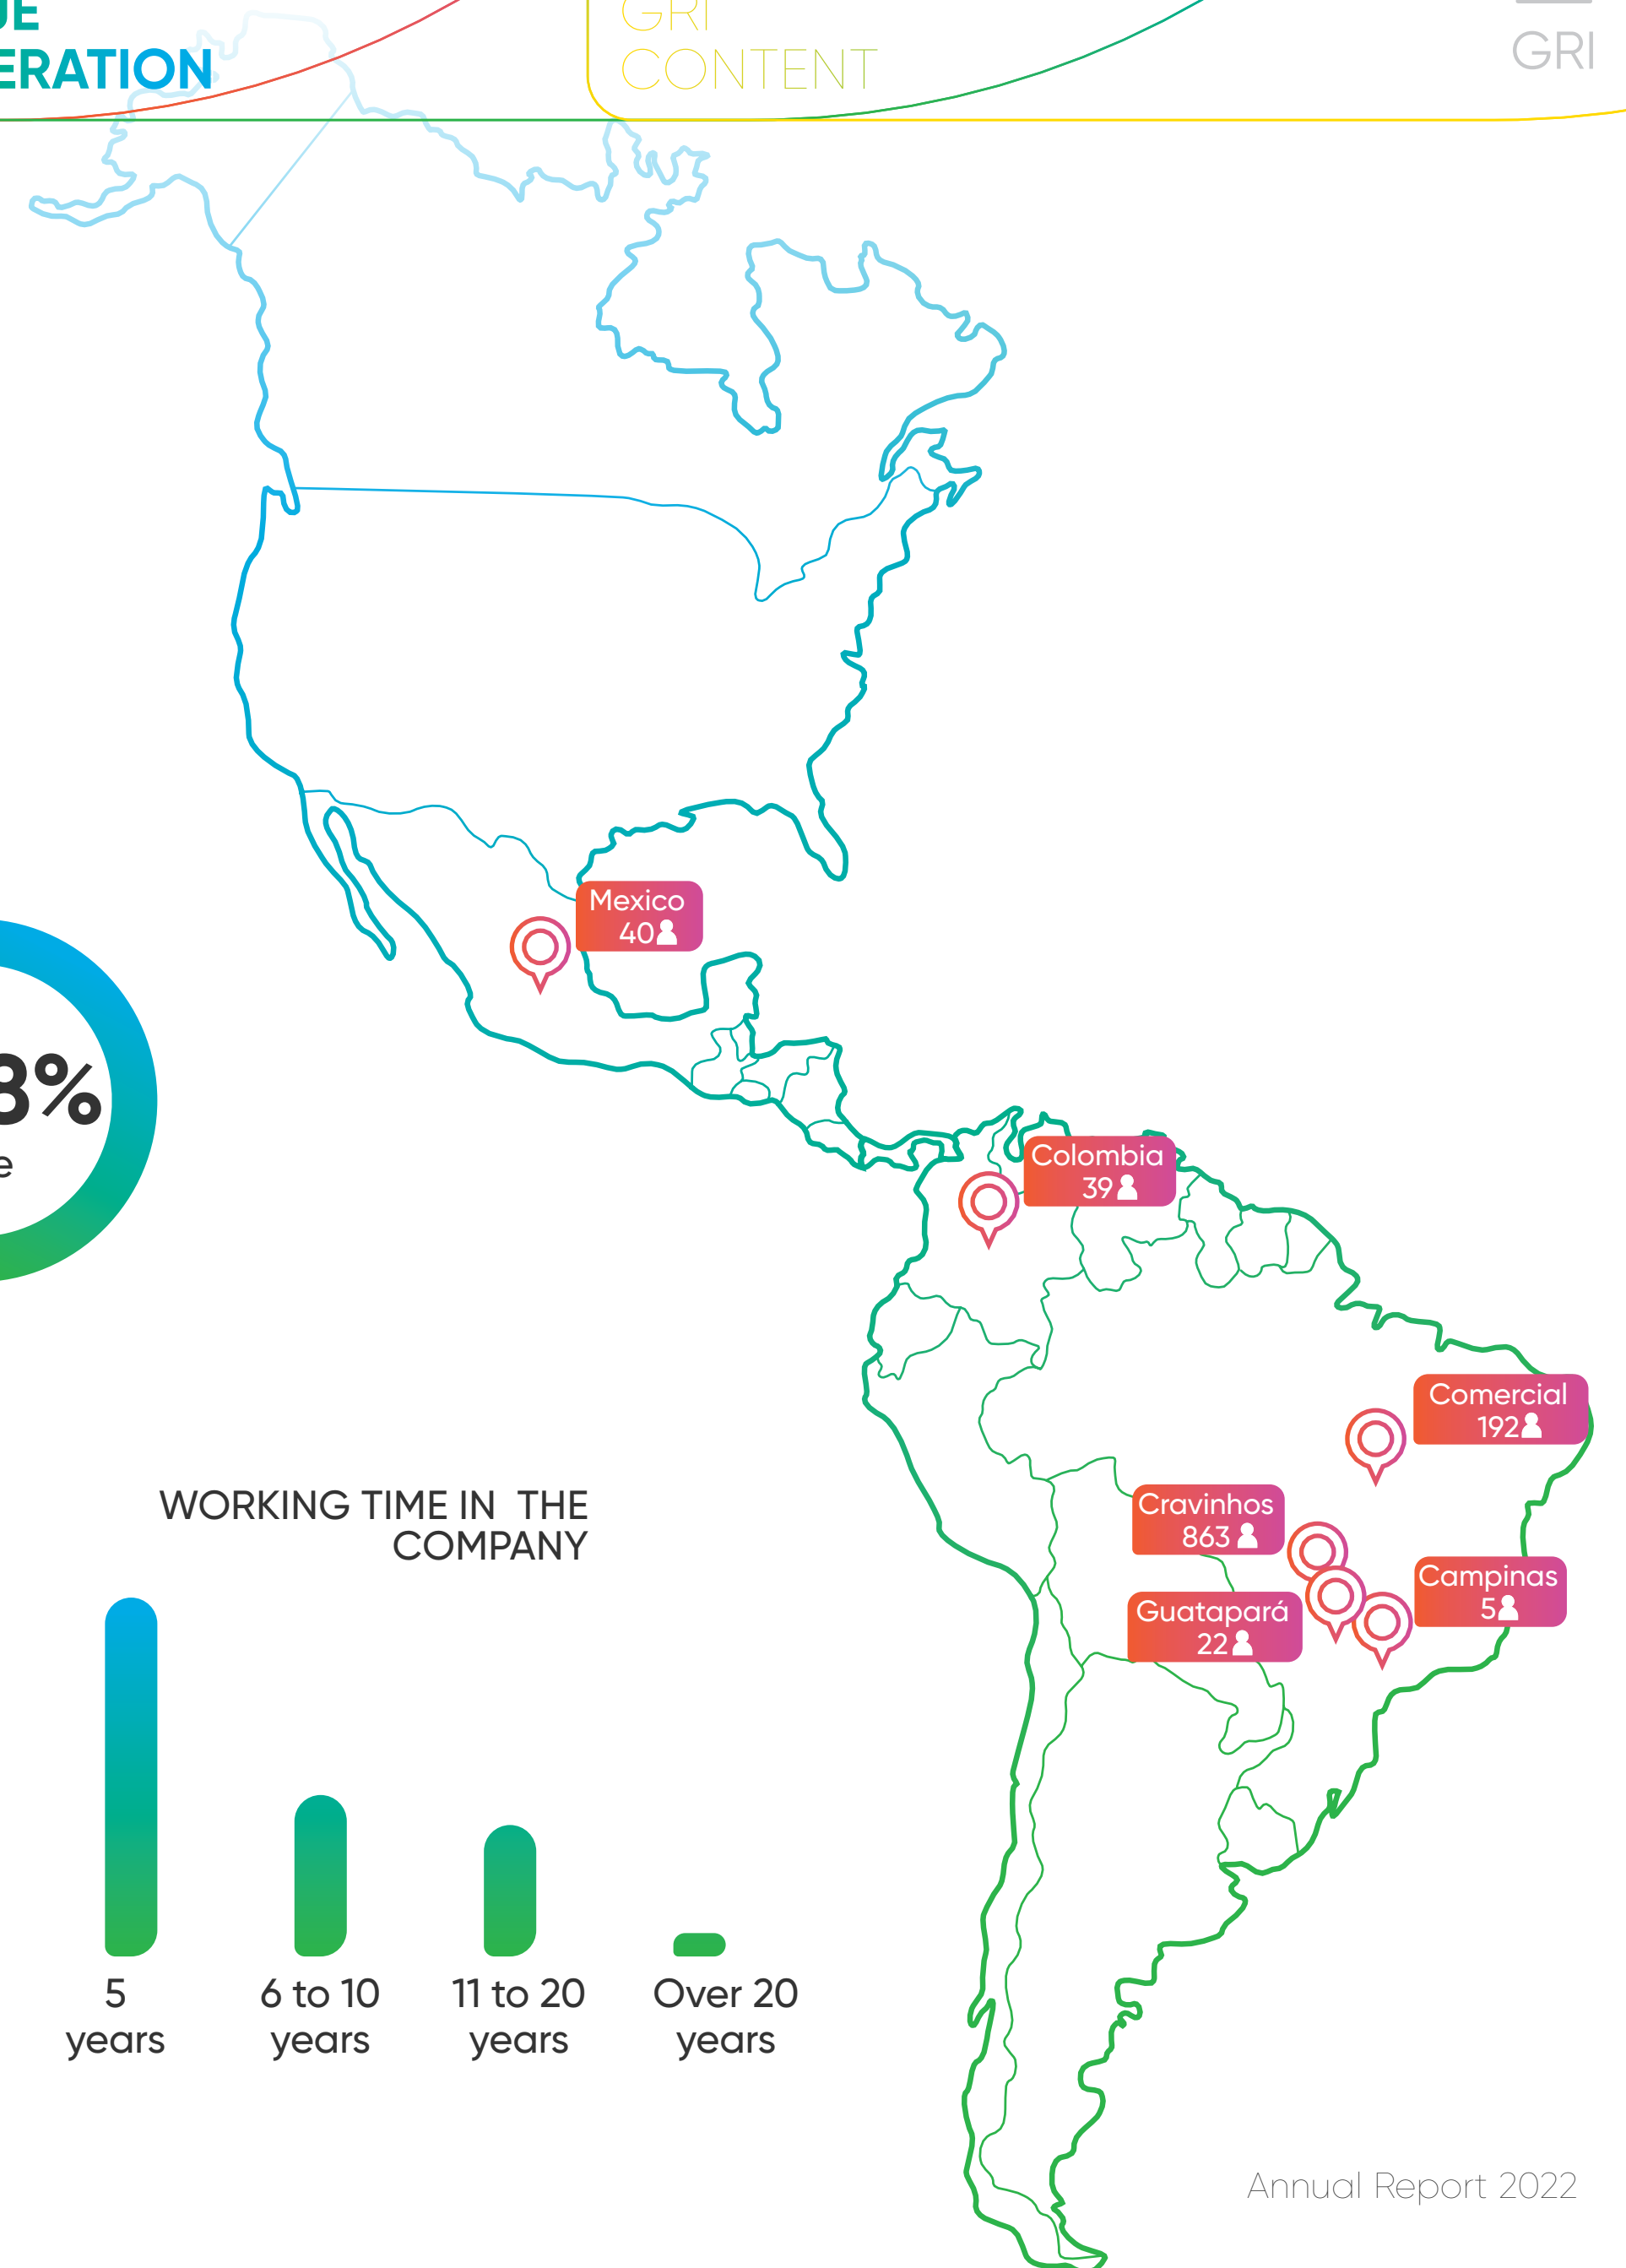 ERATION
GRI
CONTENT
GRI
Mexico
40
Colombia
39
Comercial
192
Cravinhos
863
Campinas
5
Guatapará
22
3%
e
WORKING TIME IN THE
COMPANY
5
years
6 to 10
years
11 to 20
years
Over 20
years
Annual Report 2022